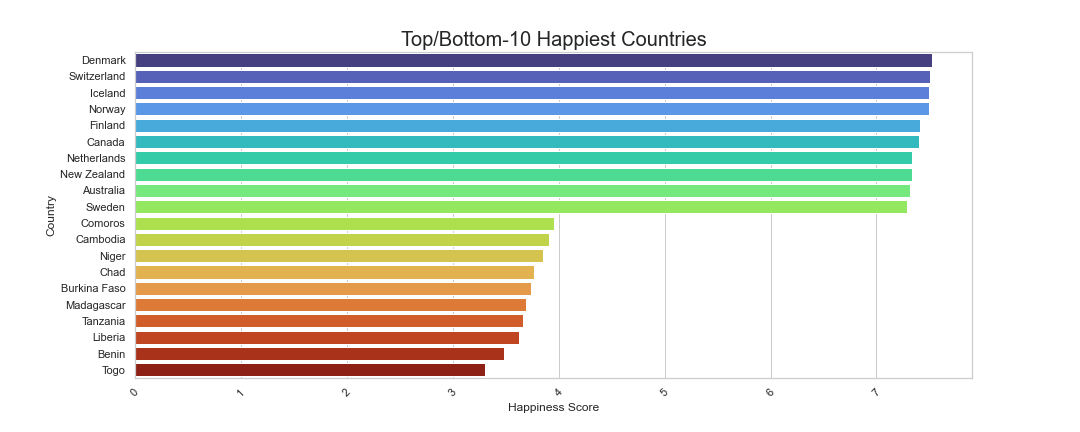 Top/Bottom-10 Happiest Countries
Country
Denmark
Switzerland
Iceland
Norway
Finland
Canada
Netherlands
New Zealand
Australia
Sweden
Comoros
Cambodia
Niger
Chad
Burkina Faso
Madagascar
Tanzania
Liberia
Benin
Togo
0 1 2 3 4 5 6 7
Happiness Score